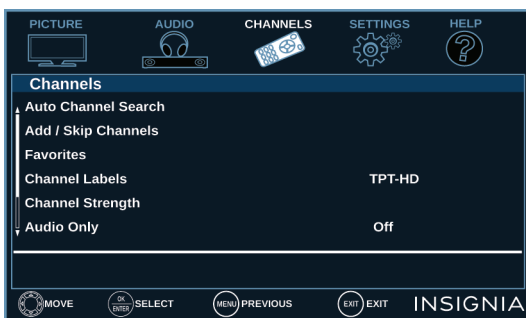 PICTURE AUDIO CHANNELS SETTINGS HELP
?
Channels
Auto Channel Search
Add / Skip Channels
Favorites
Channel Labels TPT-HD
Channel Strength
Audio Only Off
MOVE OK ENTER SELECT MENU PREVIOUS EXIT EXIT INSIGNIA